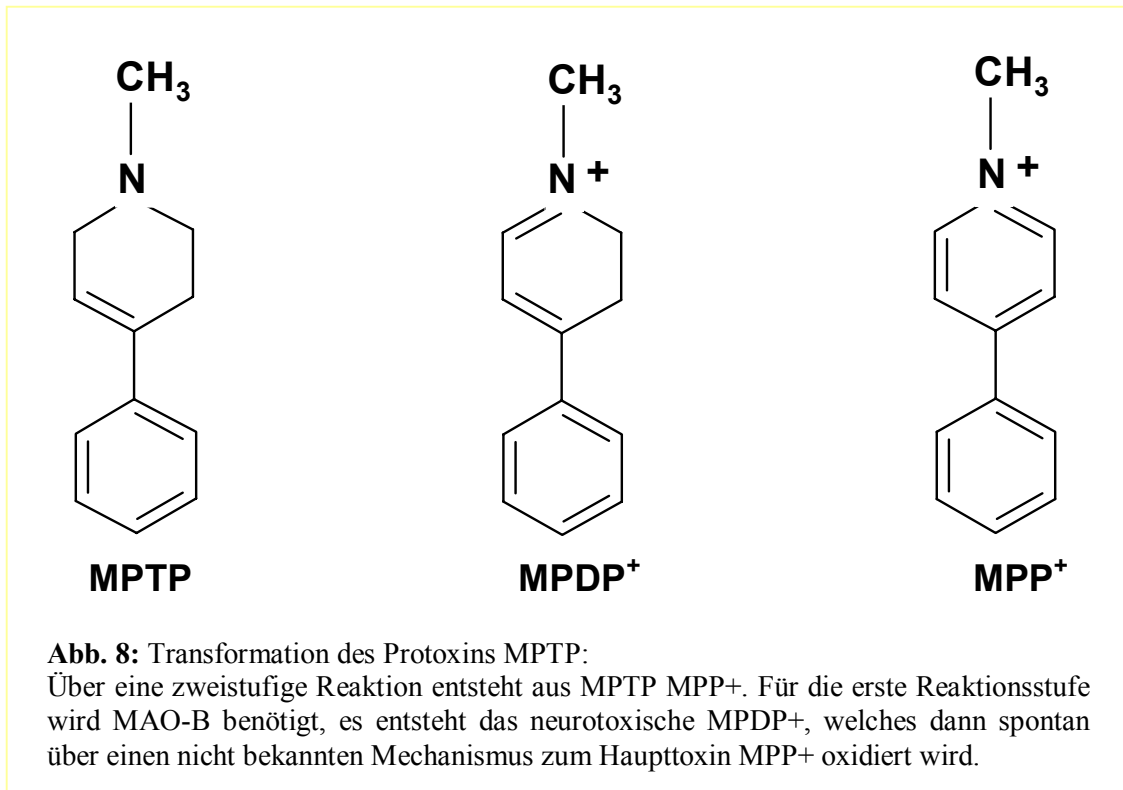 CH₃ CH₃ CH₃
N N + N +
MPTP MPDP⁺ MPP⁺
Abb. 8: Transformation des Protoxins MPTP:
Über eine zweistufige Reaktion entsteht aus MPTP MPP+. Für die erste Reaktionsstufe
wird MAO-B benötigt, es entsteht das neurotoxische MPDP+, welches dann spontan
über einen nicht bekannten Mechanismus zum Haupttoxin MPP+ oxidiert wird.